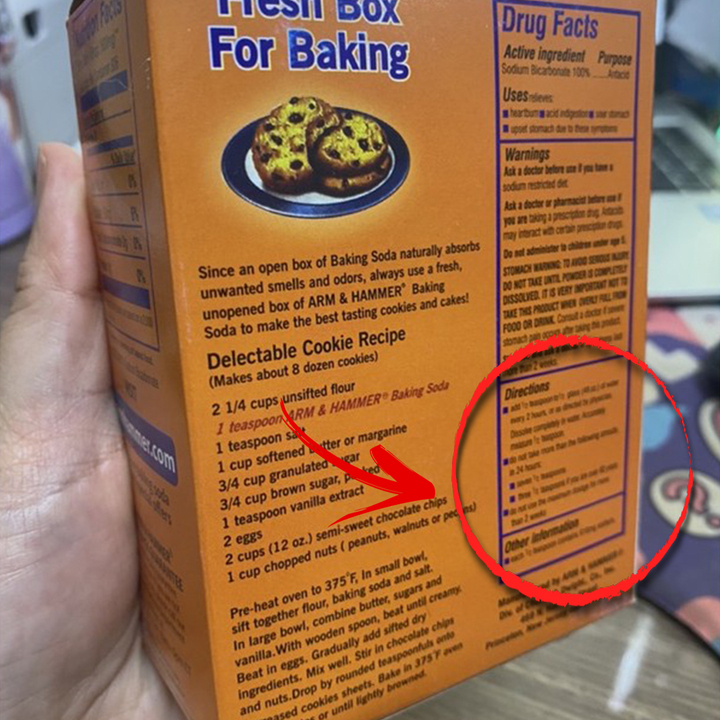 Nutrition Facts
0%
0%
0%
Fresh Box
For Baking
Since an open box of Baking Soda naturally absorbs
unwanted smells and odors, always use a fresh,
unopened box of ARM & HAMMER® Baking
Soda to make the best tasting cookies and cakes!
Delectable Cookie Recipe
(Makes about 8 dozen cookies)
2 1/4 cups unsifted flour
1 teaspoon ARM & HAMMER® Baking Soda
1 teaspoon salt
1 cup softened butter or margarine
3/4 cup granulated sugar
3/4 cup brown sugar, packed
1 teaspoon vanilla extract
2 eggs
2 cups (12 oz.) semi-sweet chocolate chips
1 cup chopped nuts ( peanuts, walnuts or pecans)
Pre-heat oven to 375°F, In small bowl,
sift together flour, baking soda and salt.
In large bowl, combine butter, sugars and
vanilla.With wooden spoon, beat until creamy.
Beat in eggs. Gradually add sifted dry
ingredients. Mix well. Stir in chocolate chips
and nuts.Drop by rounded teaspoonfuls onto
cookies sheets. Bake in 375°F oven
or until lightly browned.
Drug Facts
Active ingredient Purpose
Sodium Bicarbonate 100% ......Antacid
Uses relieves:
■ heartburn ■ acid indigestion ■ sour stomach
■ upset stomach due to these symptoms
Warnings
Ask a doctor before use if you have a
sodium restricted diet.
Ask a doctor or pharmacist before use if
you are taking a prescription drug. Antacids
may interact with certain prescription drugs.
Do not administer to children under age 5.
STOMACH WARNING: TO AVOID SERIOUS INJURY,
DO NOT TAKE UNTIL POWDER IS COMPLETELY
DISSOLVED. IT IS VERY IMPORTANT NOT TO
TAKE THIS PRODUCT WHEN OVERLY FULL FROM
FOOD OR DRINK. Consult a doctor if severe
stomach pain occurs after taking this product.
more than 2 weeks.
Directions
■ add ½ teaspoon to ½ glass (4 fl.oz.) of water
every 2 hours, or as directed by physician.
Dissolve completely in water. Accurately
measure ½ teaspoon.
■ do not take more than the following amounts
in 24 hours:
■ seven ½ teaspoons
■ three ½ teaspoons if you are over 60 years
■ do not use the maximum dosage for more
than 2 weeks
Other information
■ each ½ teaspoon contains sodium
by ARM & HAMMER
Div. of Co., Inc.
Princeton, New